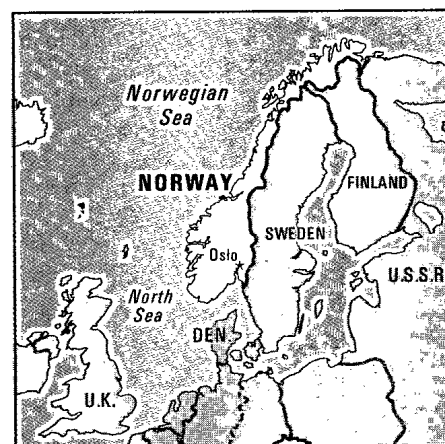 Norwegian
Sea
NORWAY
FINLAND
SWEDEN
Oslo
U.S.S.R
North
Sea
DEN
U.K.